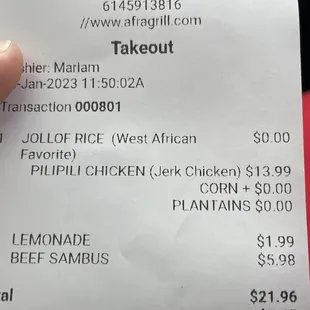 6145913816
//www.afragrill.com
Takeout
hier: Mariam
-Jan-2023 11:50:02A
Transaction 000801
JOLLOF RICE (West African $0.00
Favorite)
PILIPILI CHICKEN (Jerk Chicken) $13.99
CORN + $0.00
PLANTAINS $0.00
LEMONADE $1.99
BEEF SAMBUS $5.98
tal $21.96